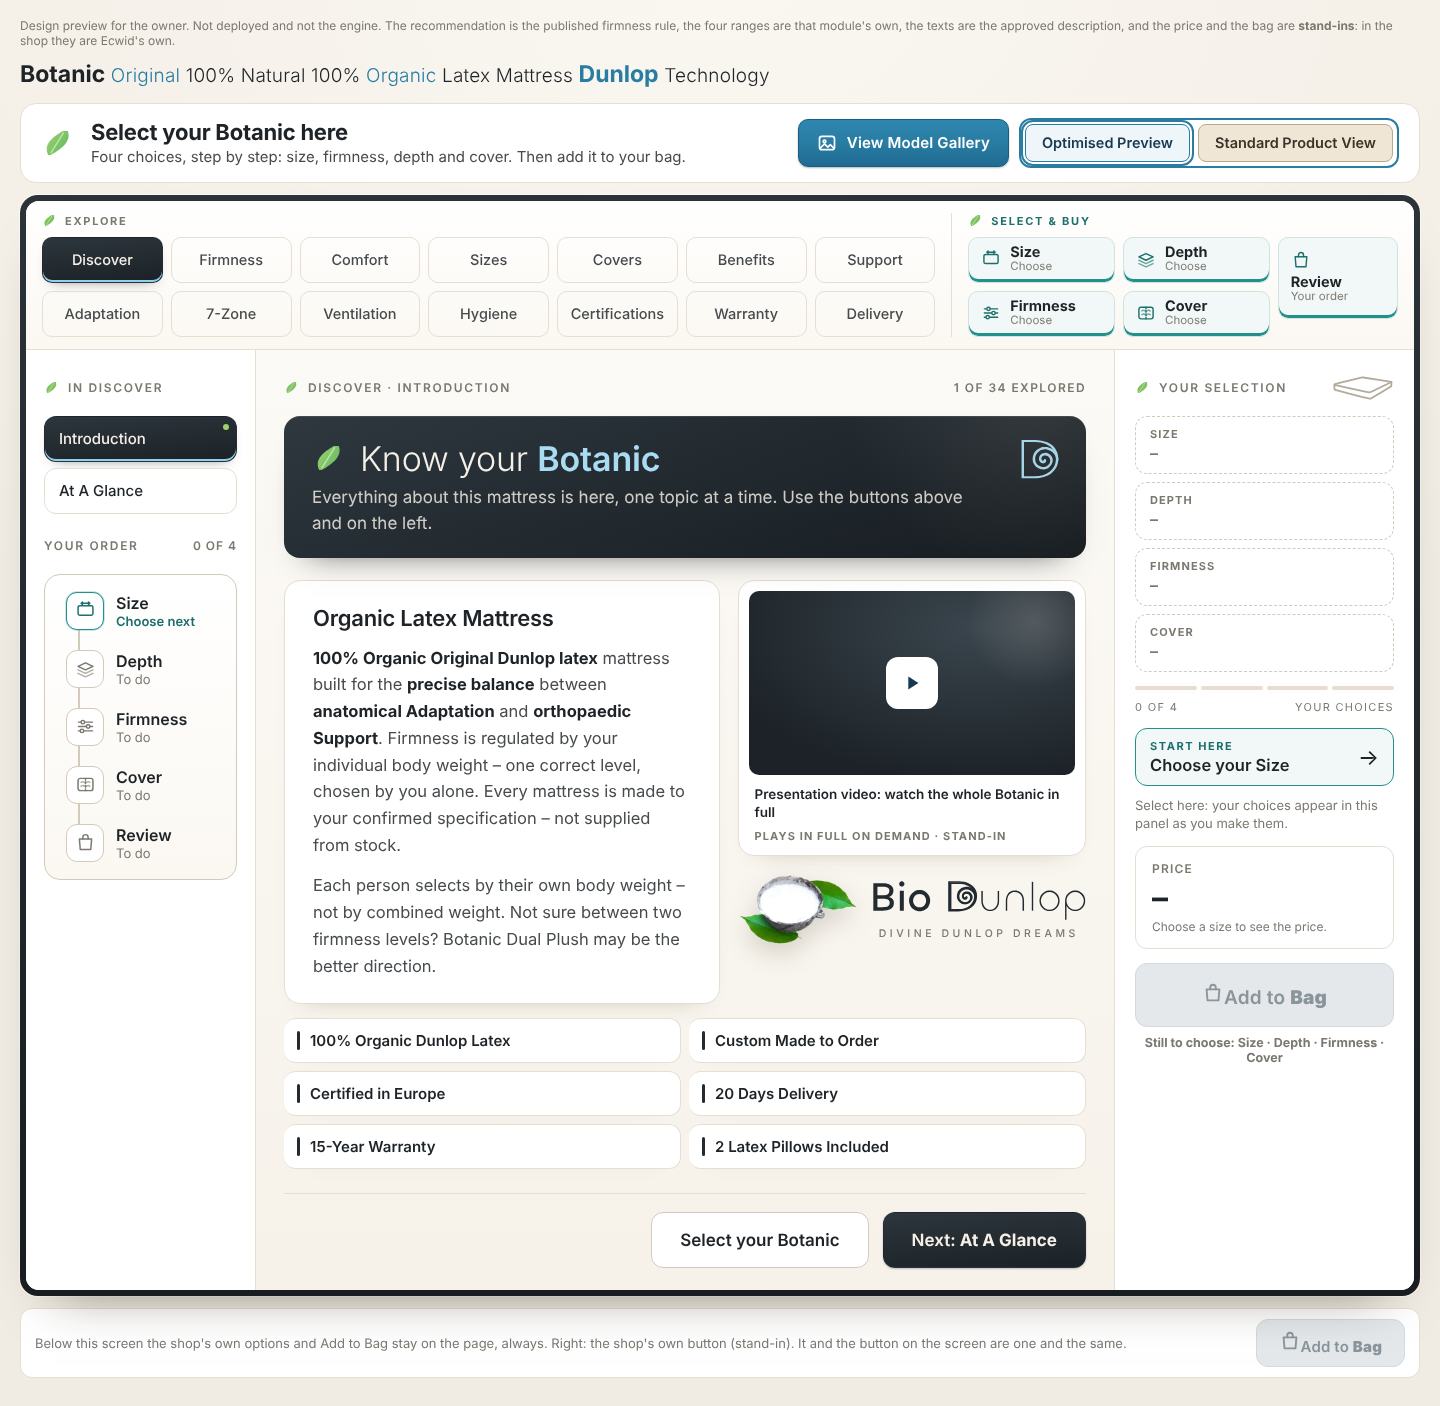 Design preview for the owner. Not deployed and not the engine. The recommendation is the published firmness rule, the four ranges are that module's own, the texts are the approved description, and the price and the bag are stand-ins: in the
shop they are Ecwid's own.
Botanic Original 100% Natural 100% Organic Latex Mattress Dunlop Technology
Select your Botanic here
Four choices, step by step: size, firmness, depth and cover. Then add it to your bag.
View Model Gallery
Optimised Preview
Standard Product View
EXPLORE
Discover
Firmness
Comfort
Sizes
Covers
Benefits
Support
Adaptation
7-Zone
Ventilation
Hygiene
Certifications
Warranty
Delivery
SELECT & BUY
Size
Choose
Depth
Choose
Firmness
Choose
Cover
Choose
Review
Your order
IN DISCOVER
Introduction
At A Glance
YOUR ORDER
0 OF 4
Size
Choose next
Depth
To do
Firmness
To do
Cover
To do
Review
To do
DISCOVER · INTRODUCTION
1 OF 34 EXPLORED
Know your Botanic
Everything about this mattress is here, one topic at a time. Use the buttons above
and on the left.
Organic Latex Mattress
100% Organic Original Dunlop latex mattress
built for the precise balance between
anatomical Adaptation and orthopaedic
Support. Firmness is regulated by your
individual body weight – one correct level,
chosen by you alone. Every mattress is made to
your confirmed specification – not supplied
from stock.
Each person selects by their own body weight –
not by combined weight. Not sure between two
firmness levels? Botanic Dual Plush may be the
better direction.
Presentation video: watch the whole Botanic in
full
PLAYS IN FULL ON DEMAND · STAND-IN
Bio Dunlop
DIVINE DUNLOP DREAMS
100% Organic Dunlop Latex
Custom Made to Order
Certified in Europe
20 Days Delivery
15-Year Warranty
2 Latex Pillows Included
Select your Botanic
Next: At A Glance
YOUR SELECTION
SIZE
–
DEPTH
–
FIRMNESS
–
COVER
–
0 OF 4
YOUR CHOICES
START HERE
Choose your Size
Select here: your choices appear in this
panel as you make them.
PRICE
–
Choose a size to see the price.
Add to Bag
Still to choose: Size · Depth · Firmness ·
Cover
Below this screen the shop's own options and Add to Bag stay on the page, always. Right: the shop's own button (stand-in). It and the button on the screen are one and the same.
Add to Bag